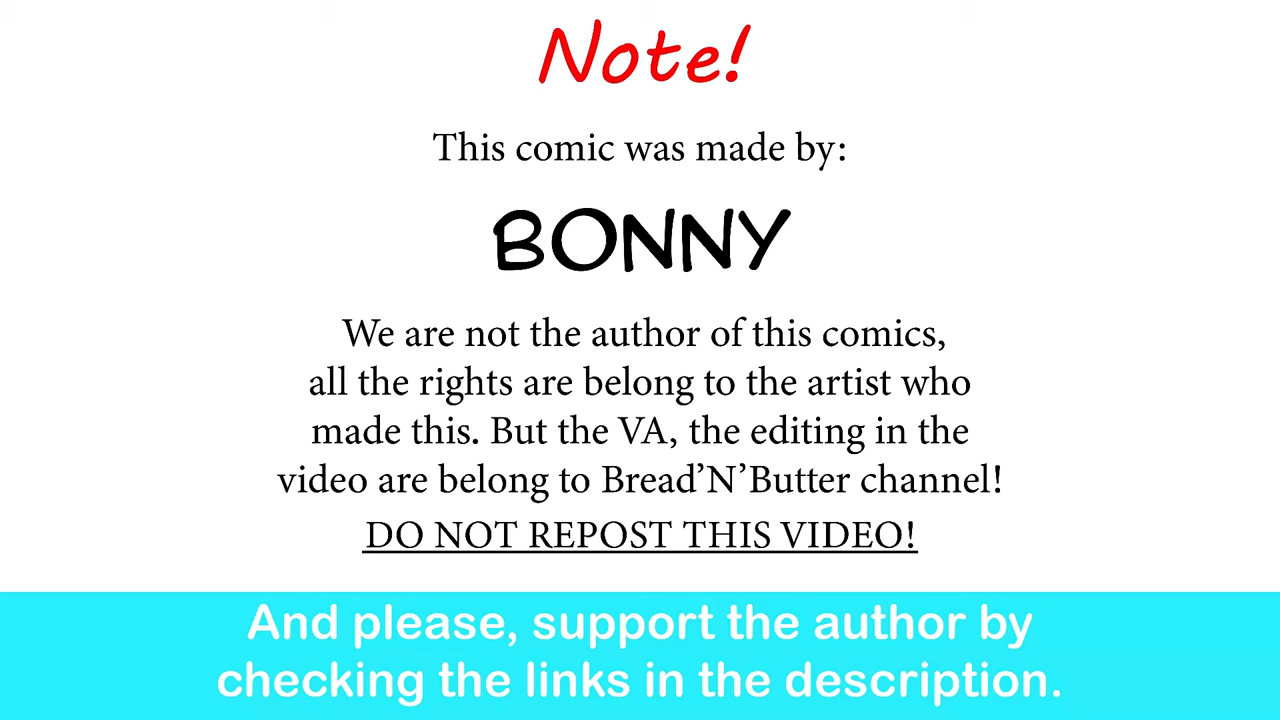 Note!
This comic was made by:
BONNY
We are not the author of this comics,
all the rights are belong to the artist who
made this. But the VA, the editing in the
video are belong to Bread’N’Butter channel!
DO NOT REPOST THIS VIDEO!
And please, support the author by
checking the links in the description.